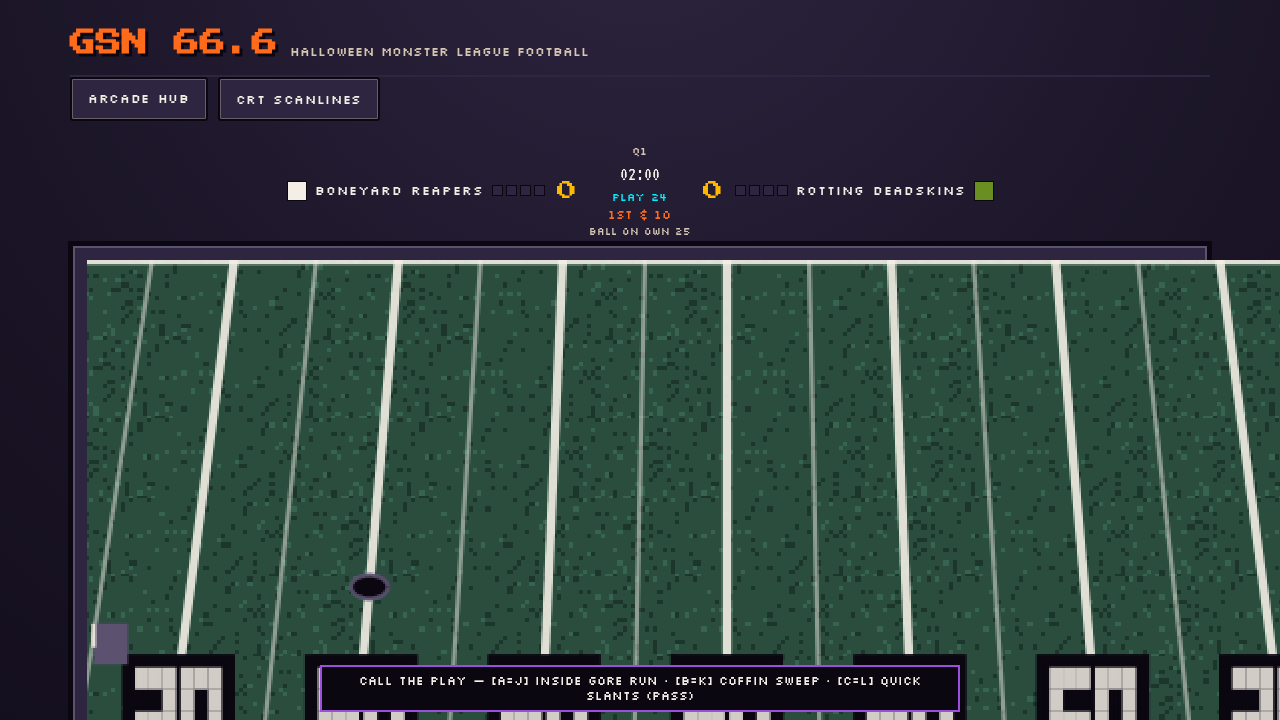 GSN 66.6 HALLOWEEN MONSTER LEAGUE FOOTBALL
ARCADE HUB CRT SCANLINES
Q1
02:00
BONEYARD REAPERS 0 0 ROTTING DEADSKINS
PLAY 24
1ST & 10
BALL ON OWN 25
CALL THE PLAY — [A=J] INSIDE GORE RUN · [B=K] COFFIN SWEEP · [C=L] QUICK
SLANTS (PASS)